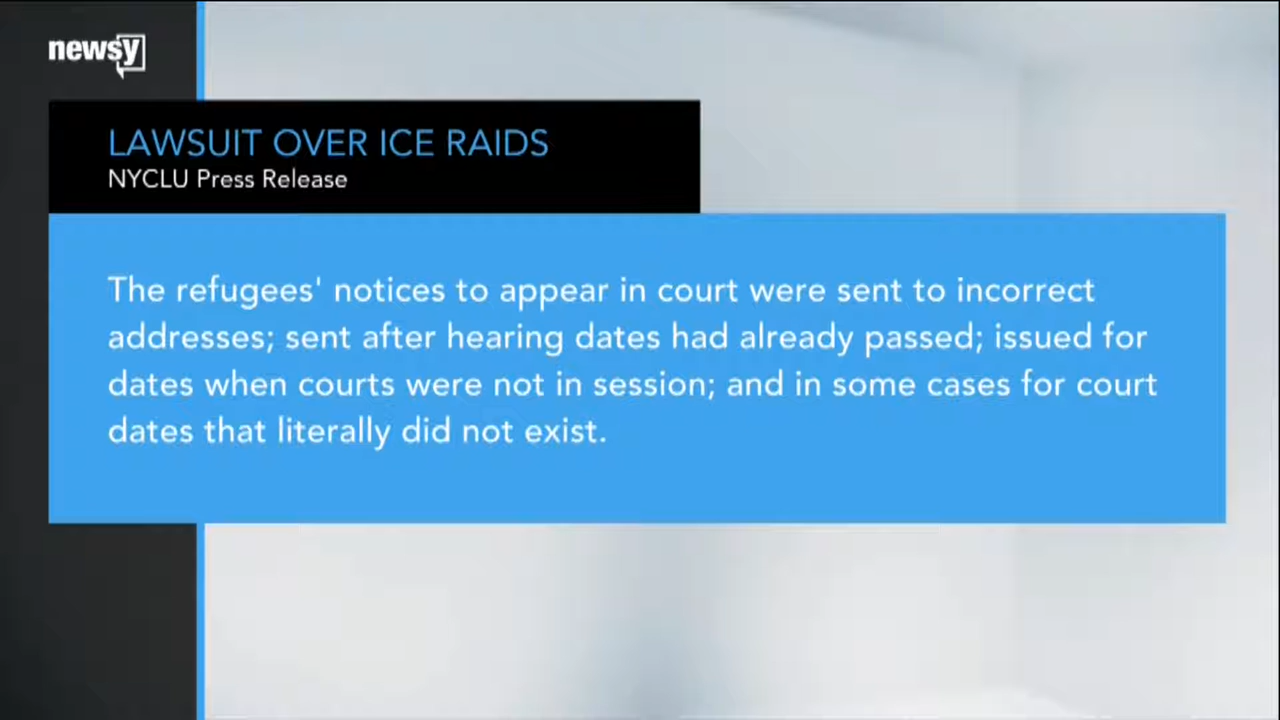 newsy
LAWSUIT OVER ICE RAIDS
NYCLU Press Release
The refugees' notices to appear in court were sent to incorrect
addresses; sent after hearing dates had already passed; issued for
dates when courts were not in session; and in some cases for court
dates that literally did not exist.